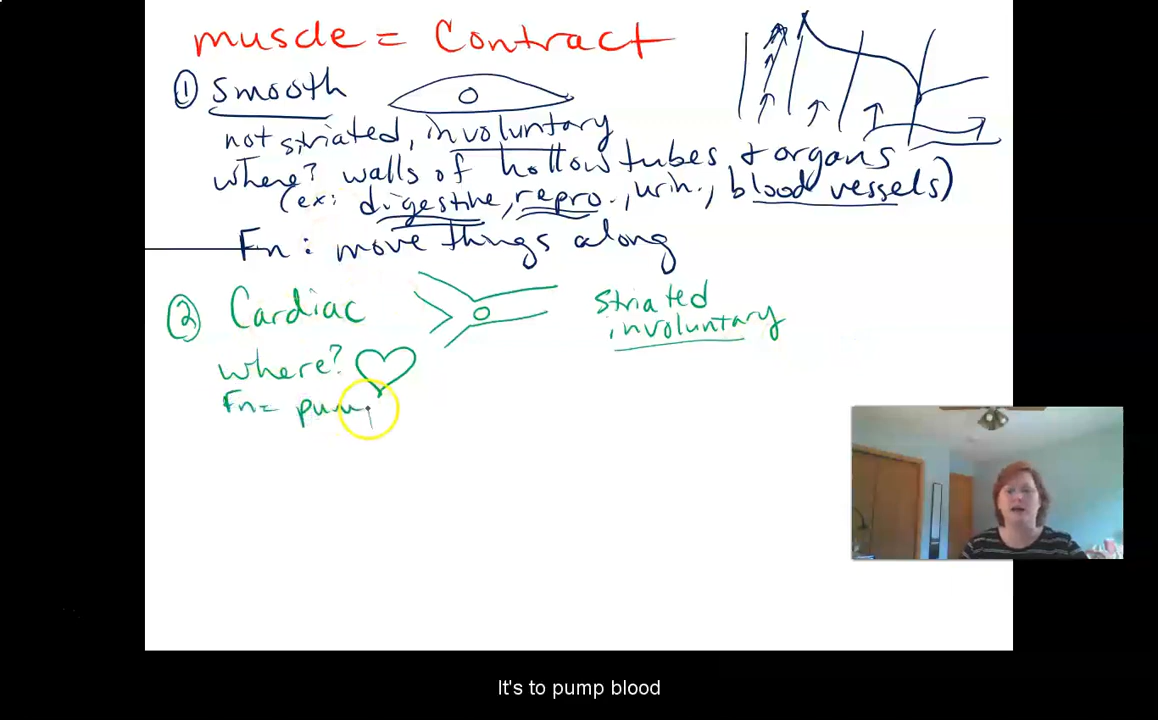 muscle = Contract
① Smooth
not striated, involuntary
where? walls of hollow tubes + organs
(ex: digestive, repro., urin., blood vessels)
Fn: move things along
② Cardiac
striated
involuntary
where?
Fn= pum
It's to pump blood